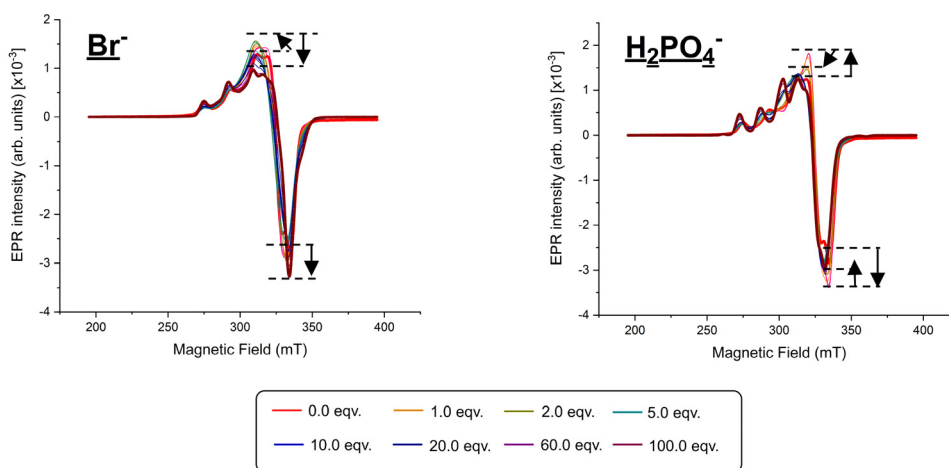 Br-
EPR intensity (arb. units) [x10-3]
2
1
0
-1
-2
-3
-4
200 250 300 350 400
Magnetic Field (mT)
H2PO4-
EPR intensity (arb. units) [x10-3]
2
1
0
-1
-2
-3
-4
200 250 300 350 400
Magnetic Field (mT)
0.0 eqv. 1.0 eqv. 2.0 eqv. 5.0 eqv.
10.0 eqv. 20.0 eqv. 60.0 eqv. 100.0 eqv.